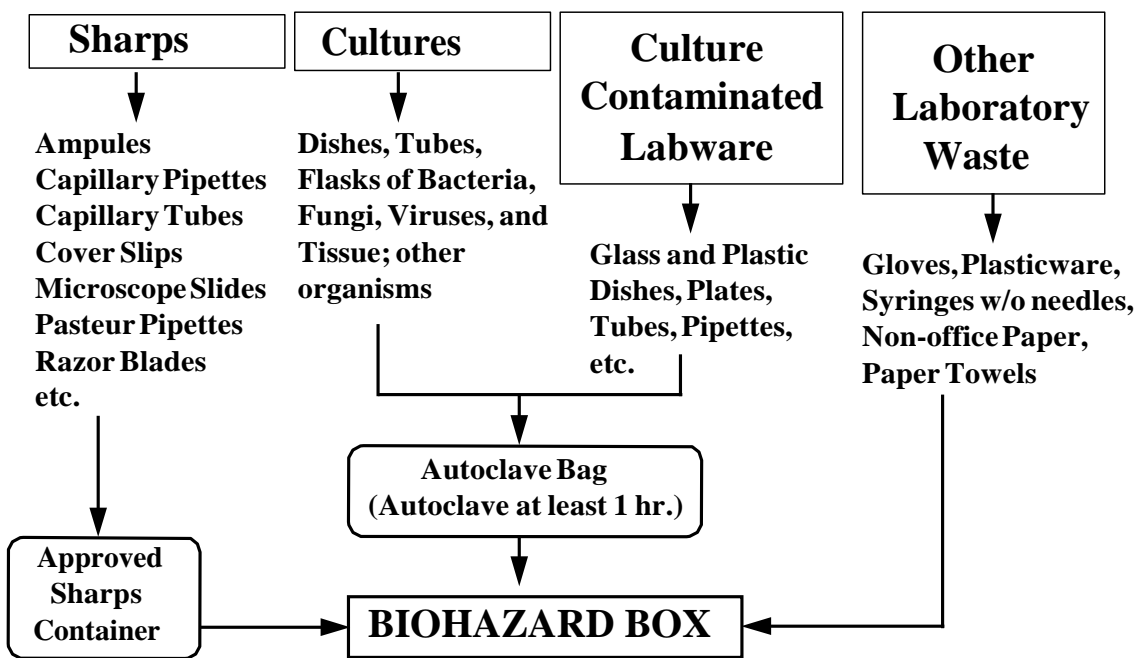 Sharps
Ampules
Capillary Pipettes
Capillary Tubes
Cover Slips
Microscope Slides
Pasteur Pipettes
Razor Blades
etc.
Approved
Sharps
Container
Cultures
Dishes, Tubes,
Flasks of Bacteria,
Fungi, Viruses, and
Tissue; other
organisms
Culture
Contaminated
Labware
Glass and Plastic
Dishes, Plates,
Tubes, Pipettes,
etc.
Autoclave Bag
(Autoclave at least 1 hr.)
Other
Laboratory
Waste
Gloves, Plasticware,
Syringes w/o needles,
Non-office Paper,
Paper Towels
BIOHAZARD BOX